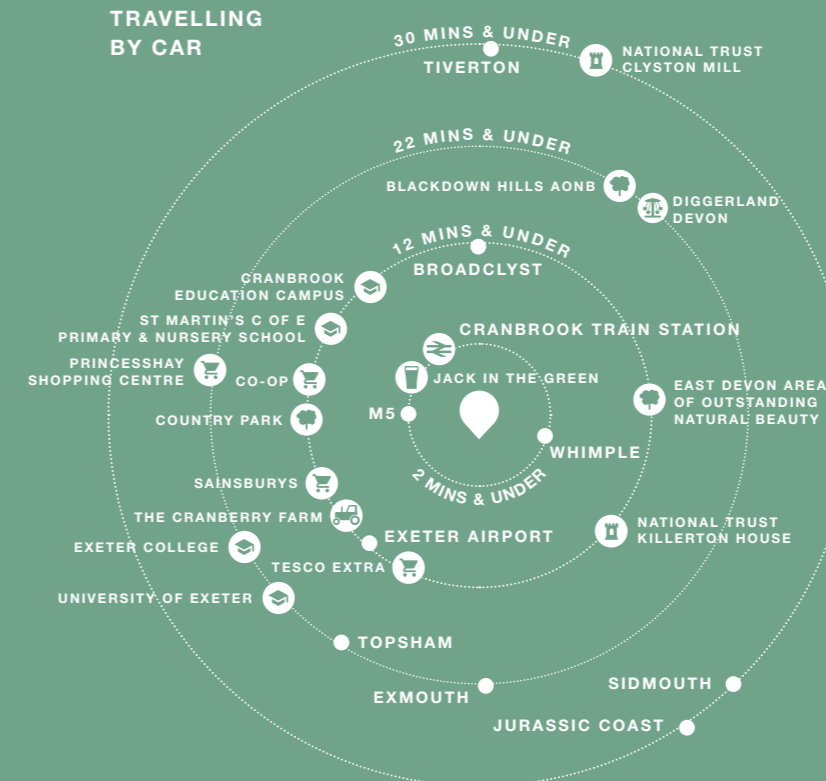 TRAVELLING
BY CAR
30 MINS & UNDER
TIVERTON
NATIONAL TRUST
CLYSTON MILL
22 MINS & UNDER
BLACKDOWN HILLS AONB
DIGGERLAND
DEVON
12 MINS & UNDER
BROADCLYST
CRANBROOK
EDUCATION CAMPUS
ST MARTIN'S C OF E
PRIMARY & NURSERY SCHOOL
CRANBROOK TRAIN STATION
PRINCESSHAY
SHOPPING CENTRE
CO-OP
JACK IN THE GREEN
EAST DEVON AREA
OF OUTSTANDING
NATURAL BEAUTY
COUNTRY PARK
M5
WHIMPLE
2 MINS & UNDER
SAINSBURYS
THE CRANBERRY FARM
EXETER AIRPORT
NATIONAL TRUST
KILLERTON HOUSE
EXETER COLLEGE
TESCO EXTRA
UNIVERSITY OF EXETER
TOPSHAM
EXMOUTH
SIDMOUTH
JURASSIC COAST